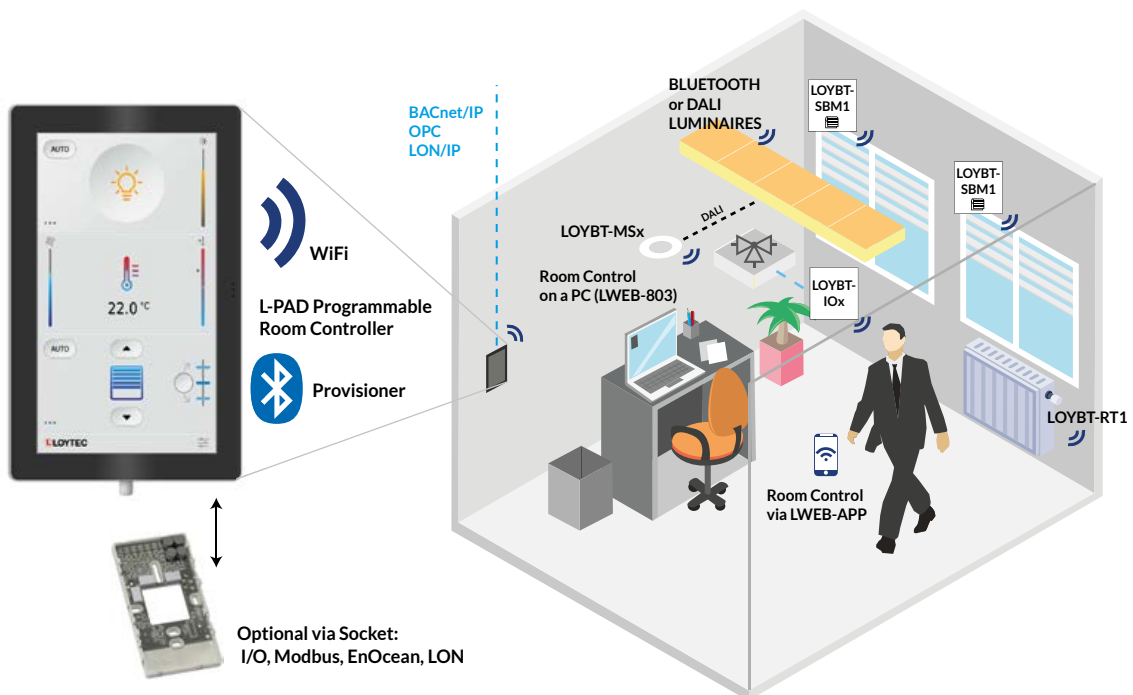 AUTO
22.0 °C
AUTO
LOYTEC
WiFi
L-PAD Programmable
Room Controller
Provisioner
Optional via Socket:
I/O, Modbus, EnOcean, LON
BACnet/IP
OPC
LON/IP
BLUETOOTH
or DALI
LUMINAIRES
LOYBT-
SBM1
LOYBT-
SBM1
DALI
LOYBT-MSx
Room Control
on a PC (LWEB-803)
LOYBT-
IOx
LOYBT-RT1
Room Control
via LWEB-APP